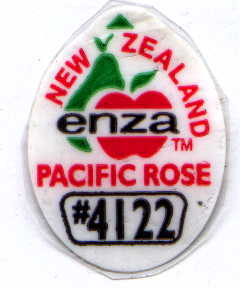 NEW ZEALAND
enza
TM
PACIFIC ROSE
#4122